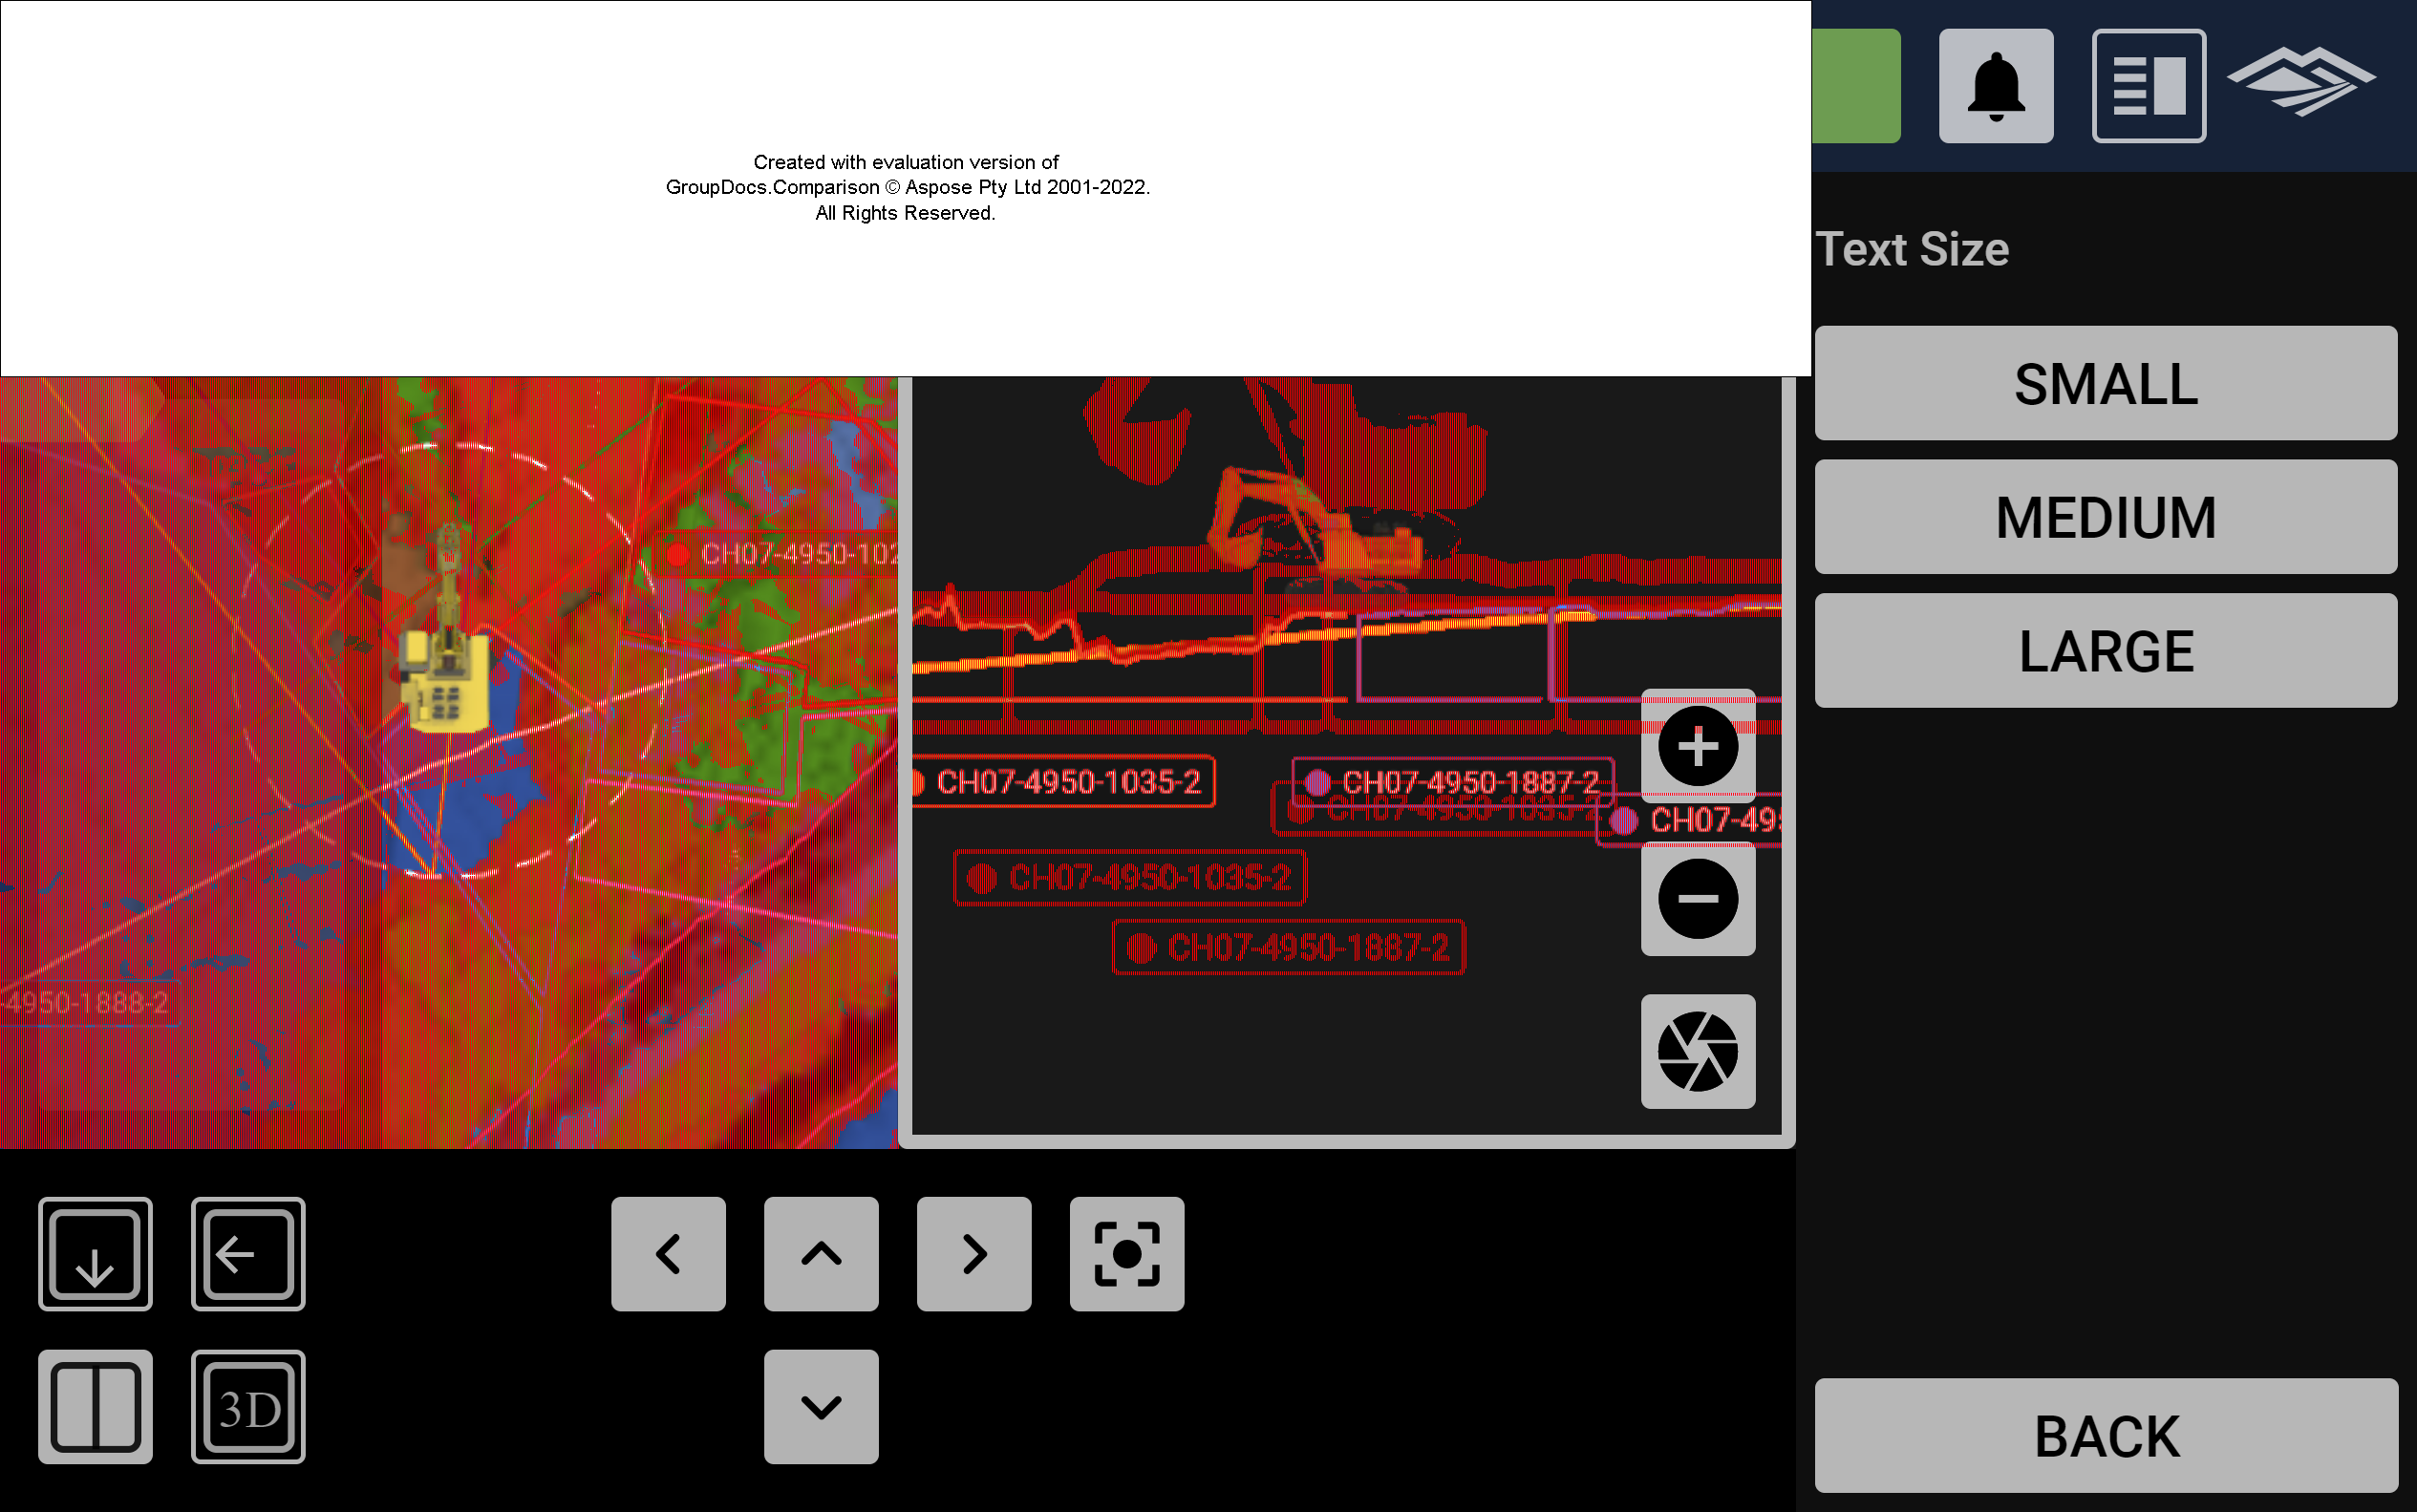 Created with evaluation version of
GroupDocs.Comparison © Aspose Pty Ltd 2001-2022.
All Rights Reserved.
Text Size
SMALL
MEDIUM
LARGE
CH07-4950-102
CH07-4950-1035-2
CH07-4950-1887-2
CH07-4950-1035-2
CH07-495
CH07-4950-1035-2
CH07-4950-1887-2
-4950-1888-2
3D
BACK